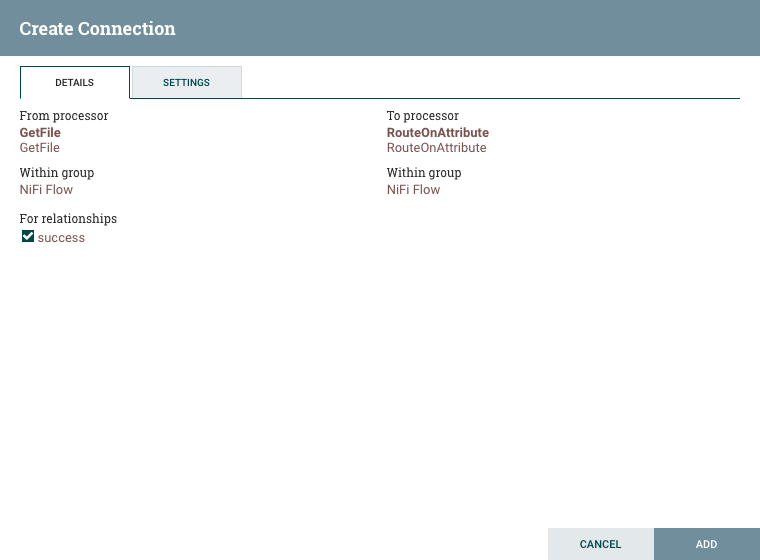 Create Connection
DETAILS
SETTINGS
From processor
GetFile
GetFile
Within group
NiFi Flow
For relationships
success
To processor
RouteOnAttribute
RouteOnAttribute
Within group
NiFi Flow
CANCEL
ADD